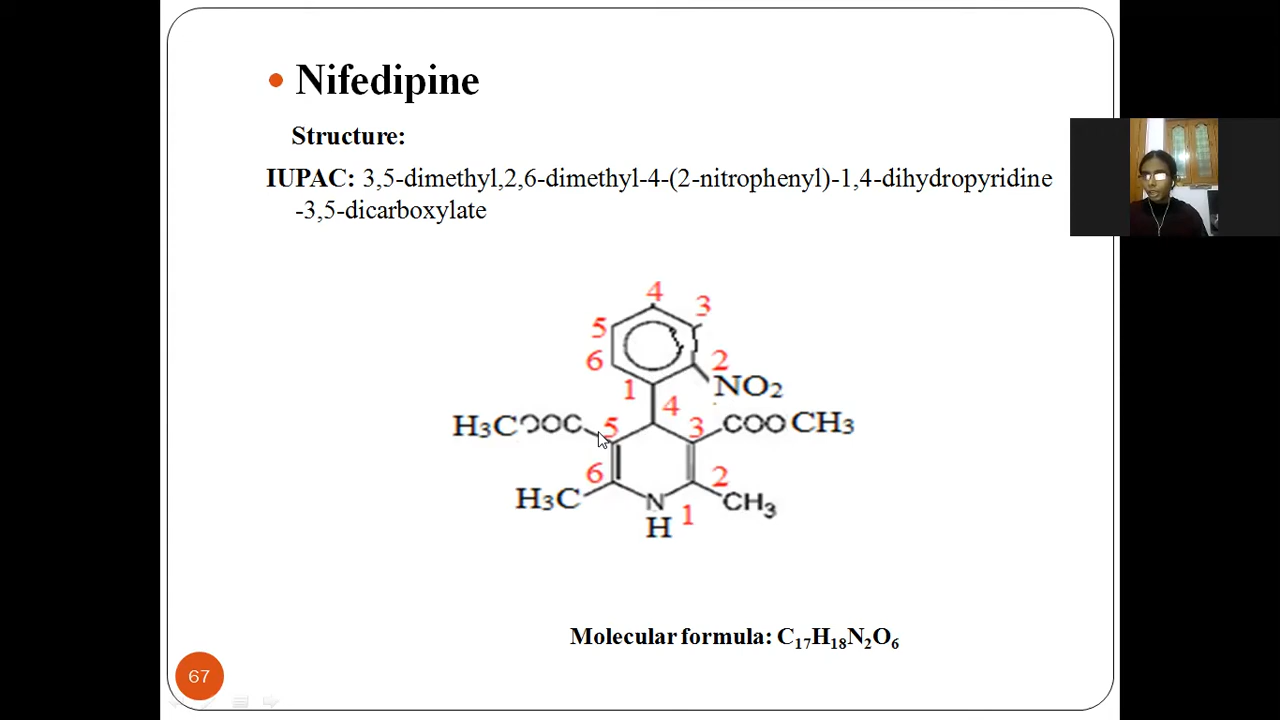 Nifedipine
Structure:
IUPAC: 3,5-dimethyl,2,6-dimethyl-4-(2-nitrophenyl)-1,4-dihydropyridine
-3,5-dicarboxylate
4
5 3
6 2
1 NO₂
4
H₃COOC 5 3 COOCH₃
6 2
H₃C N CH₃
H 1
Molecular formula: C₁₇H₁₈N₂O₆
67